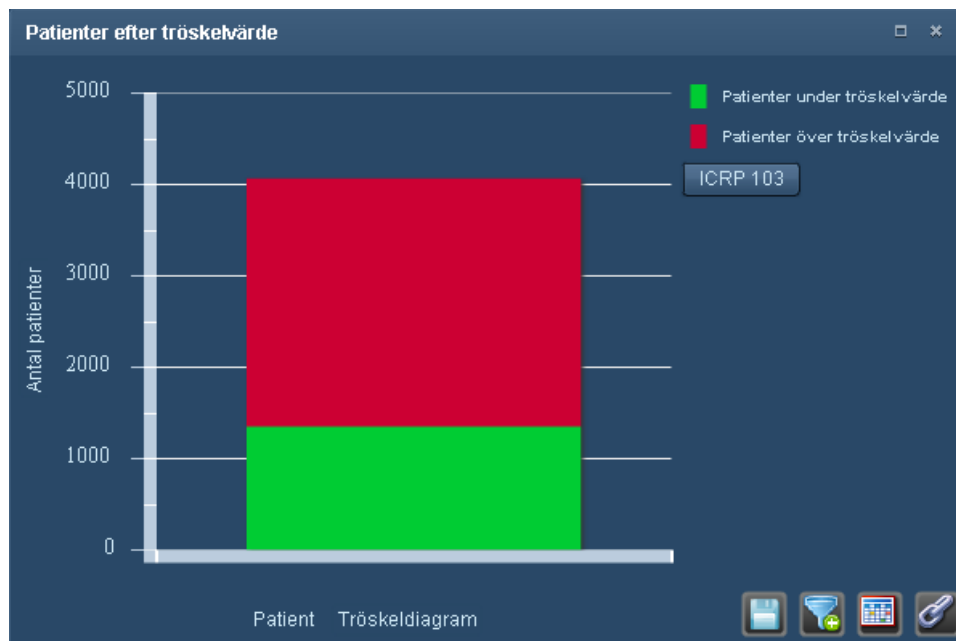 Patienter efter tröskelvärde
5000
4000
3000
2000
1000
0
Antal patienter
Patient Tröskeldiagram
Patienter under tröskelvärde
Patienter över tröskelvärde
ICRP 103